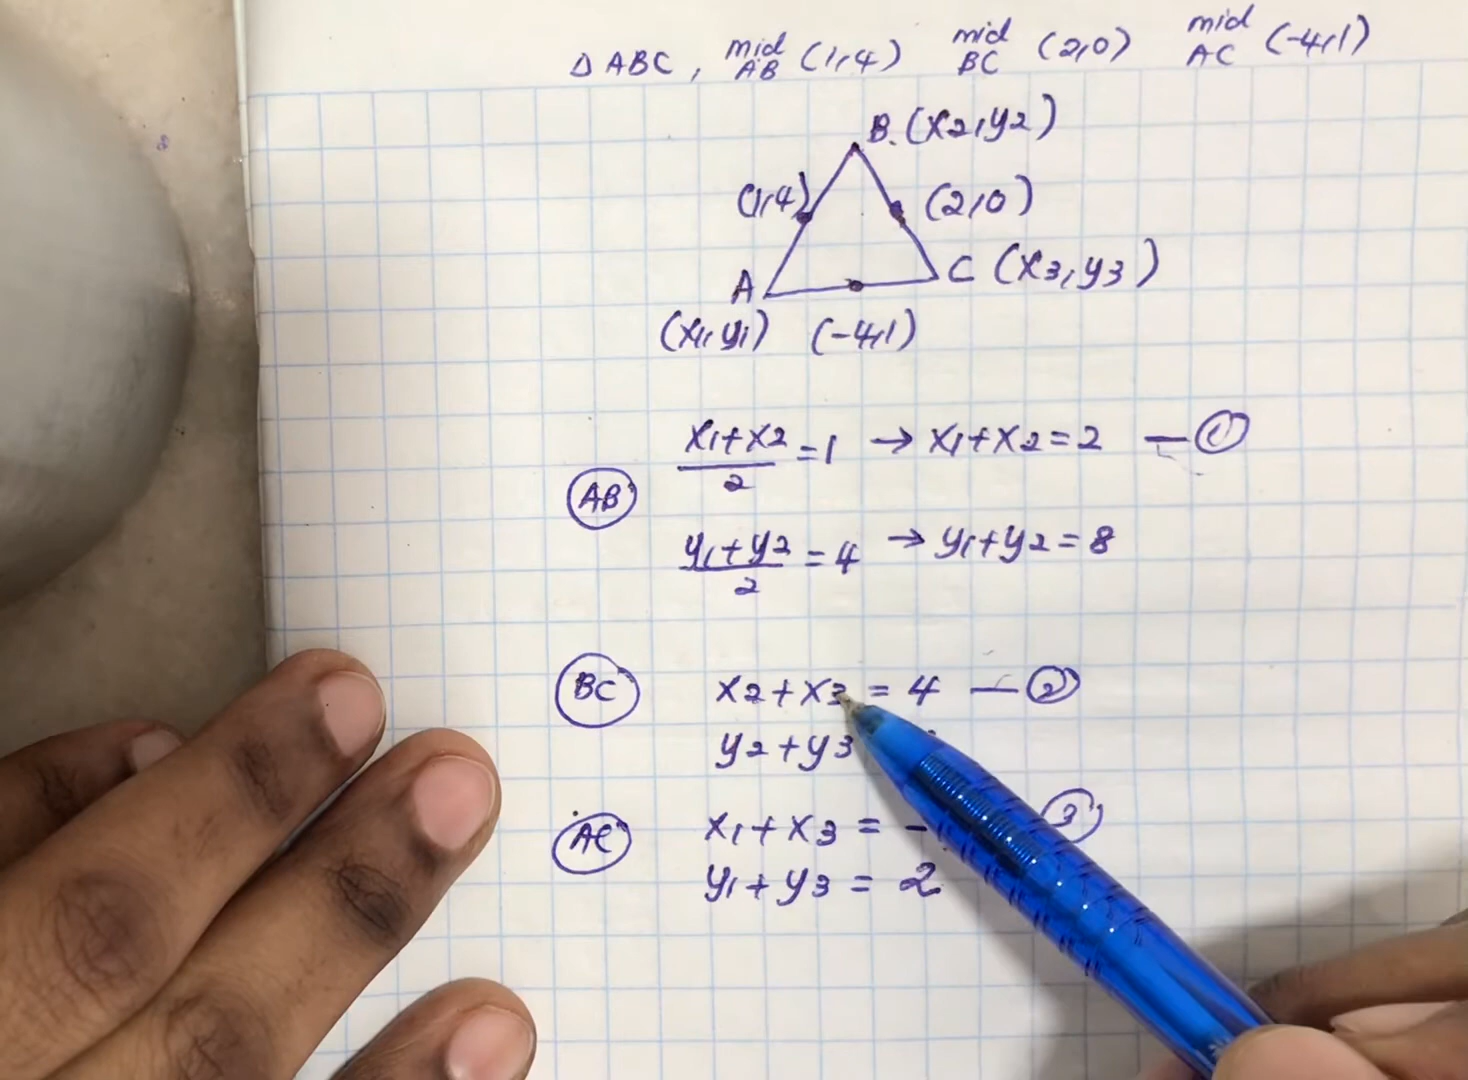 Δ ABC, mid AB (1,4) mid BC (2,0) mid AC (-4,1)
B (x2,y2)
(1,4) (2,0)
A C (x3,y3)
(x1,y1) (-4,1)
x1+x2/2 = 1 → x1+x2 = 2 — ①
AB
y1+y2/2 = 4 → y1+y2 = 8
BC x2+x3 = 4 — ②
y2+y3
AC x1+x3 = - ③
y1+y3 = 2